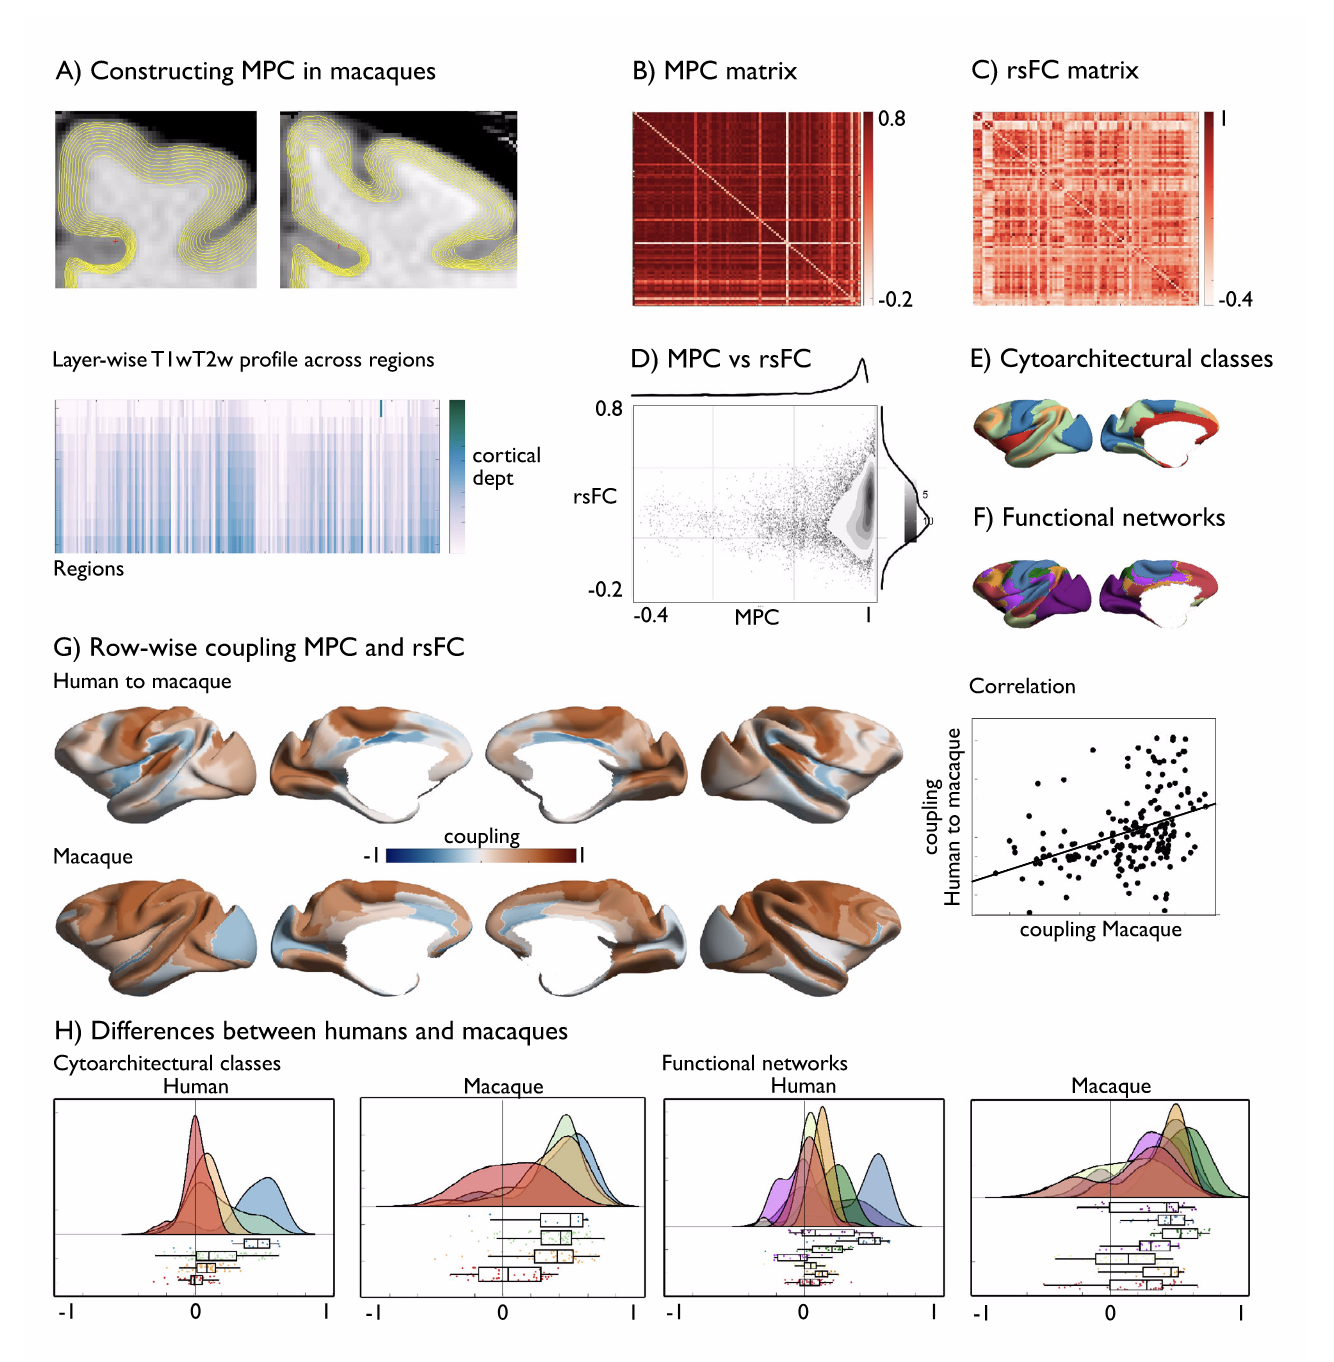 A) Constructing MPC in macaques
B) MPC matrix
C) rsFC matrix
0.8
-0.2
1
-0.4
Layer-wise T1wT2w profile across regions
cortical
dept
Regions
D) MPC vs rsFC
0.8
rsFC
-0.2
-0.4
MPC
1
5
10
E) Cytoarchitectural classes
F) Functional networks
G) Row-wise coupling MPC and rsFC
Human to macaque
coupling
-1
1
Macaque
Correlation
coupling
Human to macaque
coupling Macaque
H) Differences between humans and macaques
Cytoarchitectural classes
Functional networks
Human
Macaque
Human
Macaque
-1
0
1
-1
0
1
-1
0
1
-1
0
1